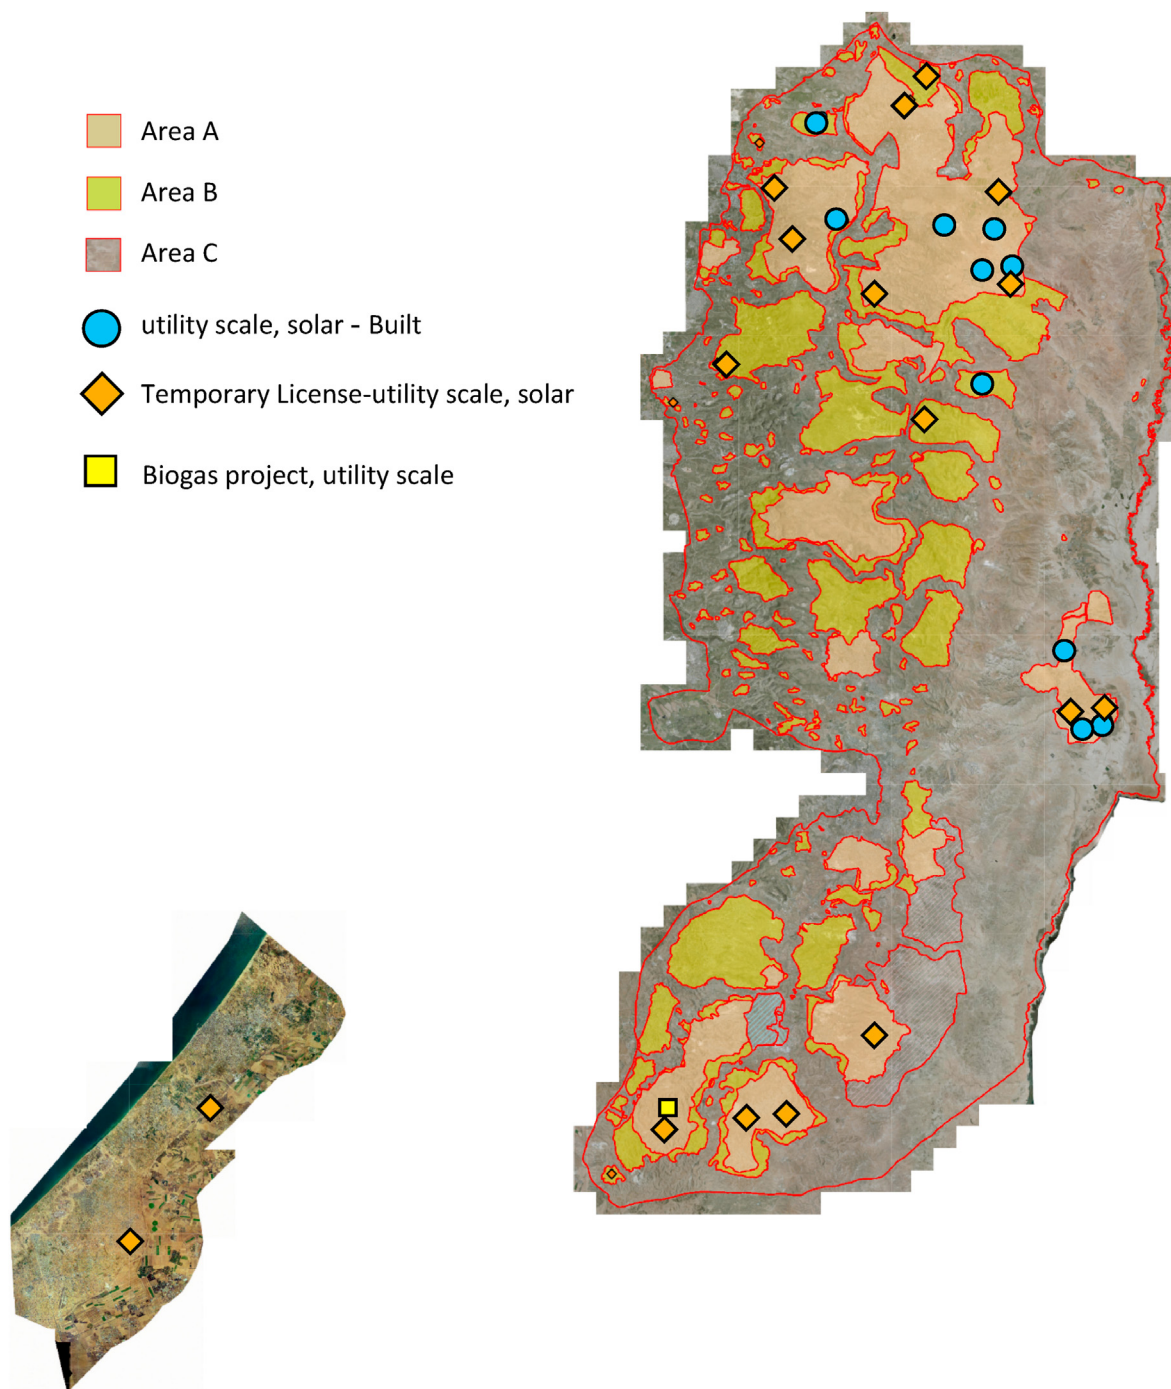 Area A
Area B
Area C
utility scale, solar - Built
Temporary License-utility scale, solar
Biogas project, utility scale